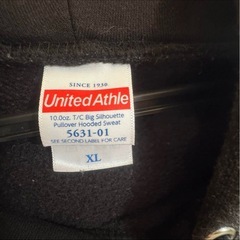 SINCE 1938
United Athle
10.0oz. T/C Big Silhouette
Pullover Hooded Sweat
5631-01
SEE SECOND LABEL FOR CARE
XL